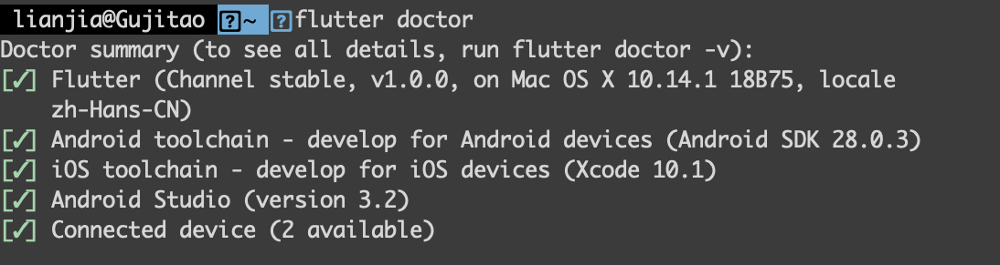 lianjia@Gujitao ~ flutter doctor
Doctor summary (to see all details, run flutter doctor -v):
[✓] Flutter (Channel stable, v1.0.0, on Mac OS X 10.14.1 18B75, locale
zh-Hans-CN)
[✓] Android toolchain - develop for Android devices (Android SDK 28.0.3)
[✓] iOS toolchain - develop for iOS devices (Xcode 10.1)
[✓] Android Studio (version 3.2)
[✓] Connected device (2 available)